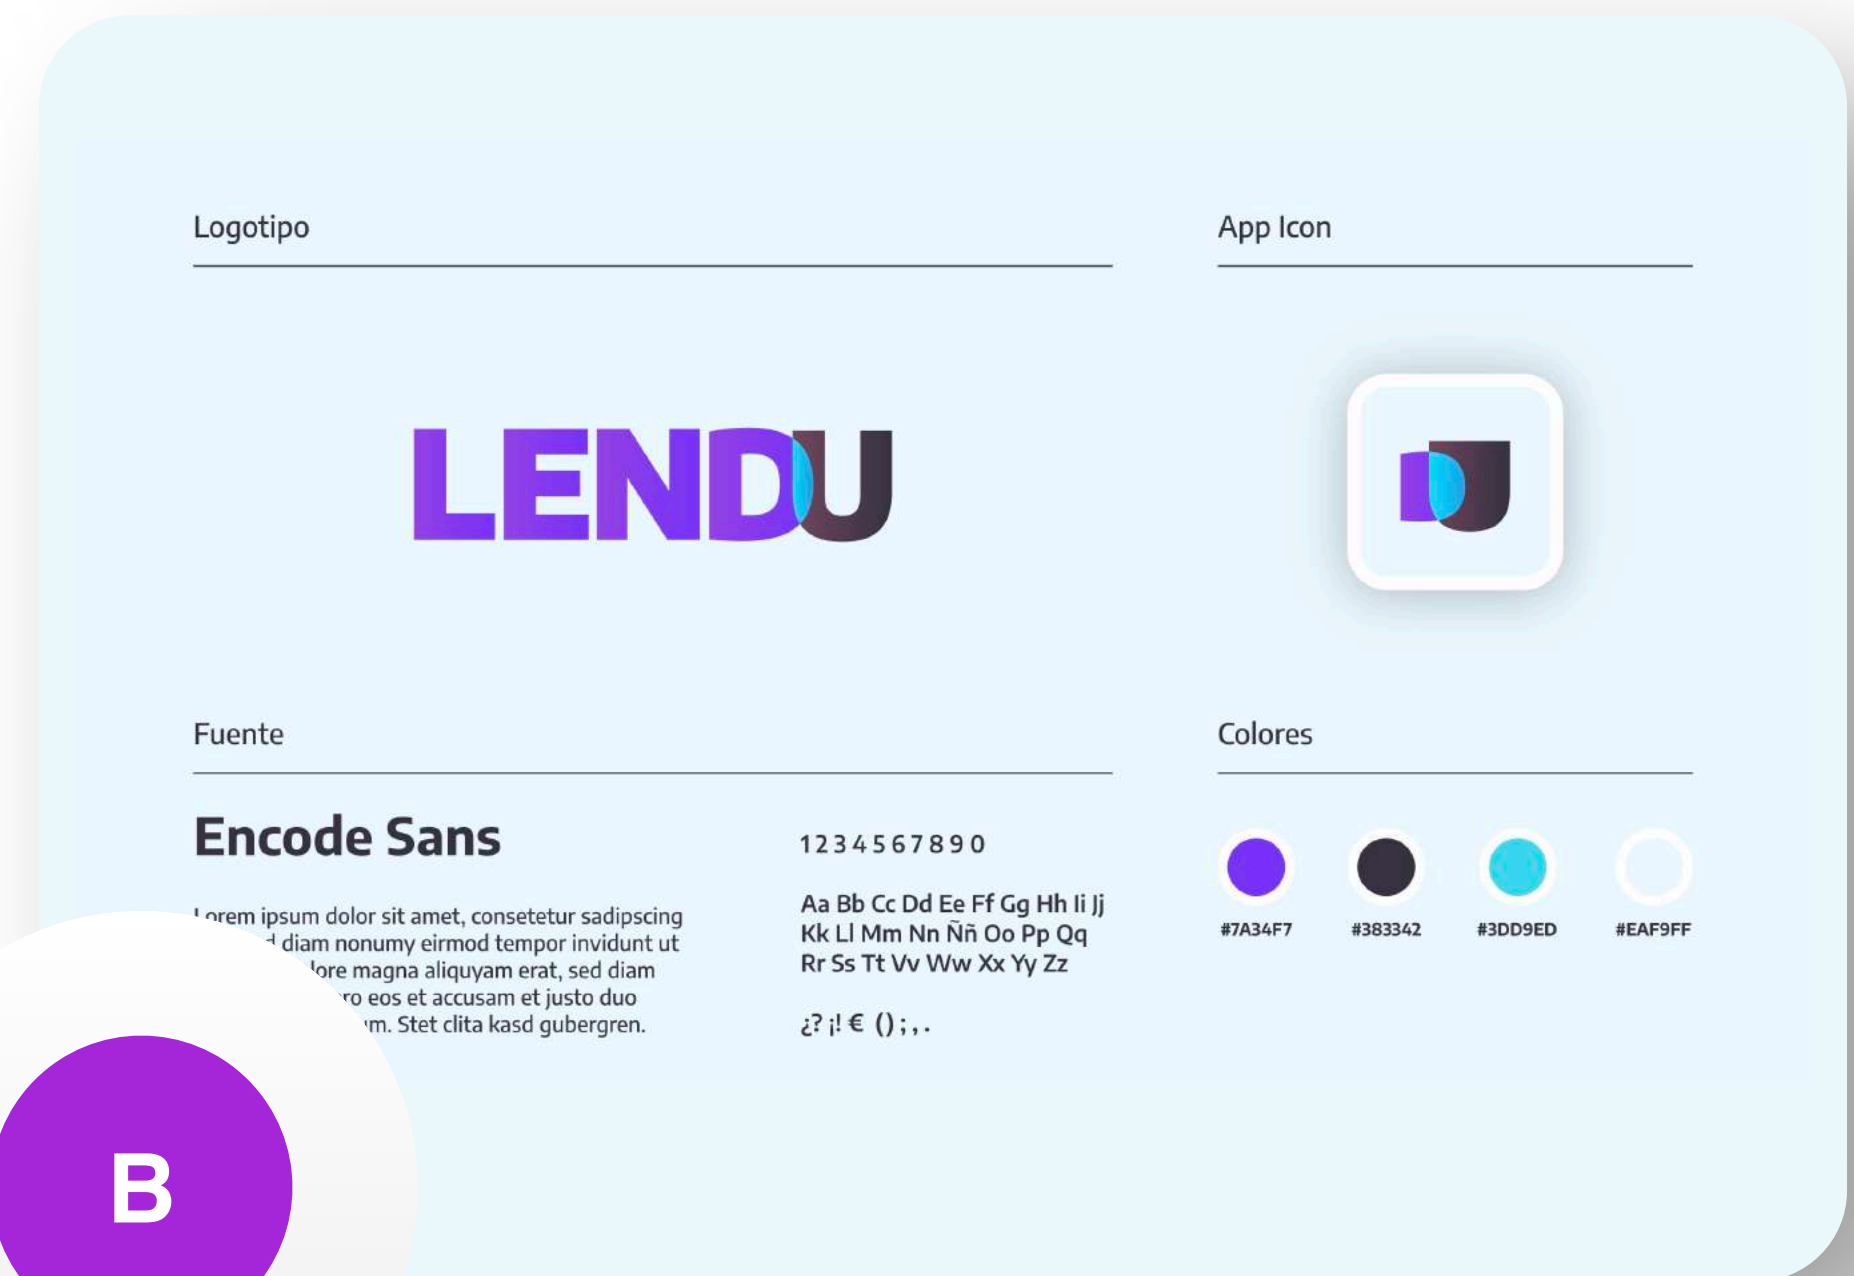 Logotipo
App Icon
LENDU
DU
Fuente
Colores
Encode Sans
1 2 3 4 5 6 7 8 9 0
Lorem ipsum dolor sit amet, consetetur sadipscing
diam nonumy eirmod tempor invidunt ut
magna aliquyam erat, sed diam
eos et accusam et justo duo
Stet clita kasd gubergren.
Aa Bb Cc Dd Ee Ff Gg Hh Ii Jj
Kk Ll Mm Nn Ññ Oo Pp Qq
Rr Ss Tt Vv Ww Xx Yy Zz
¿? ¡! € () ; , .
#7A34F7
#383342
#3DD9ED
#EAF9FF
B